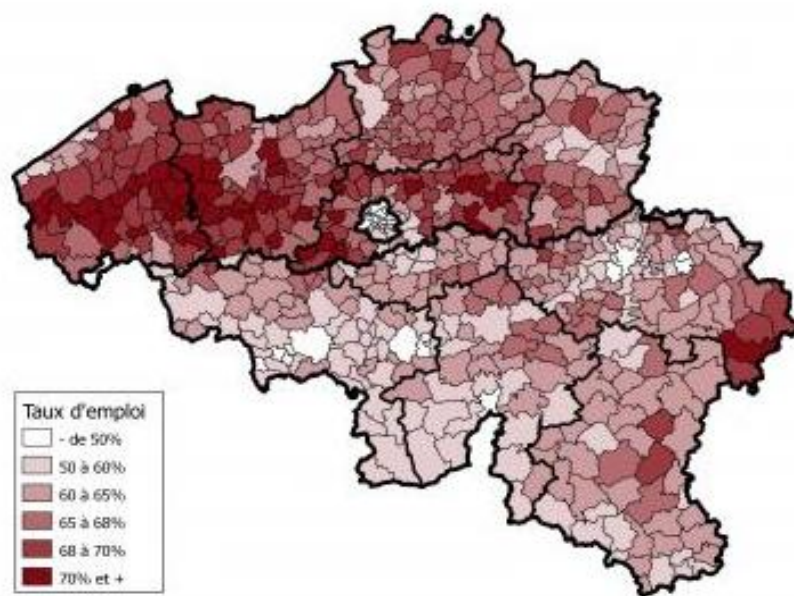 Taux d'emploi
- de 50%
50 à 60%
60 à 65%
65 à 68%
68 à 70%
70% et +